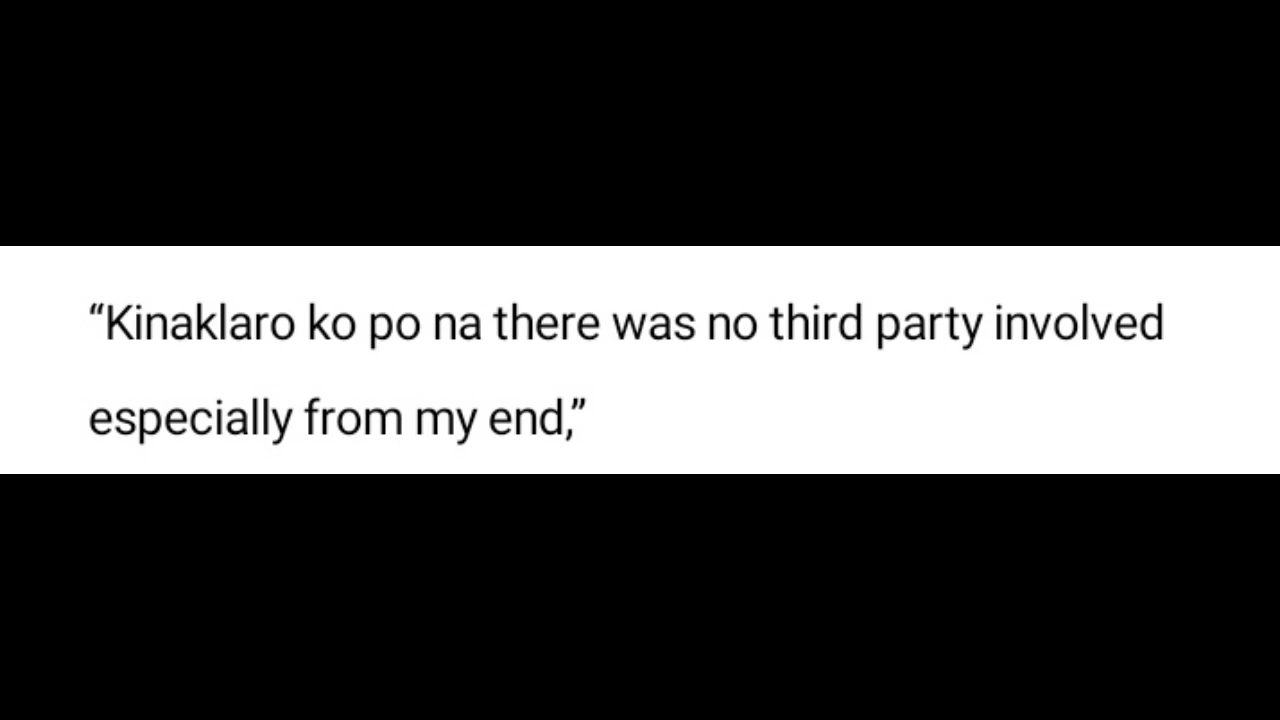 “Kinaklaro ko po na there was no third party involved
especially from my end,”